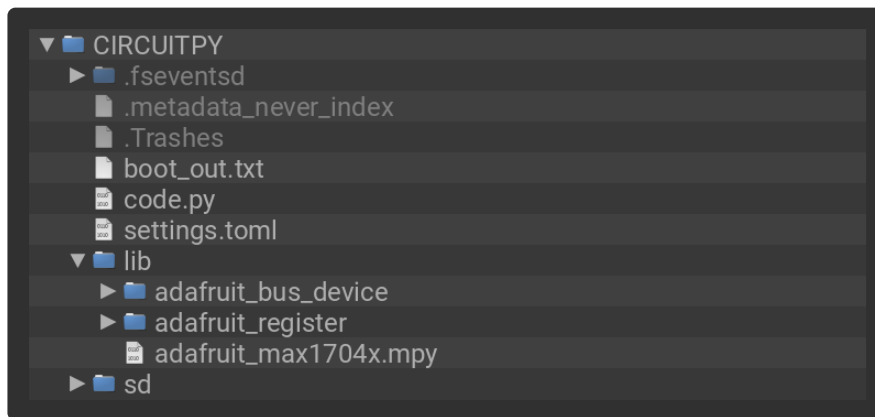 CIRCUITPY
.fseventsd
.metadata_never_index
.Trashes
boot_out.txt
code.py
settings.toml
lib
adafruit_bus_device
adafruit_register
adafruit_max1704x.mpy
sd